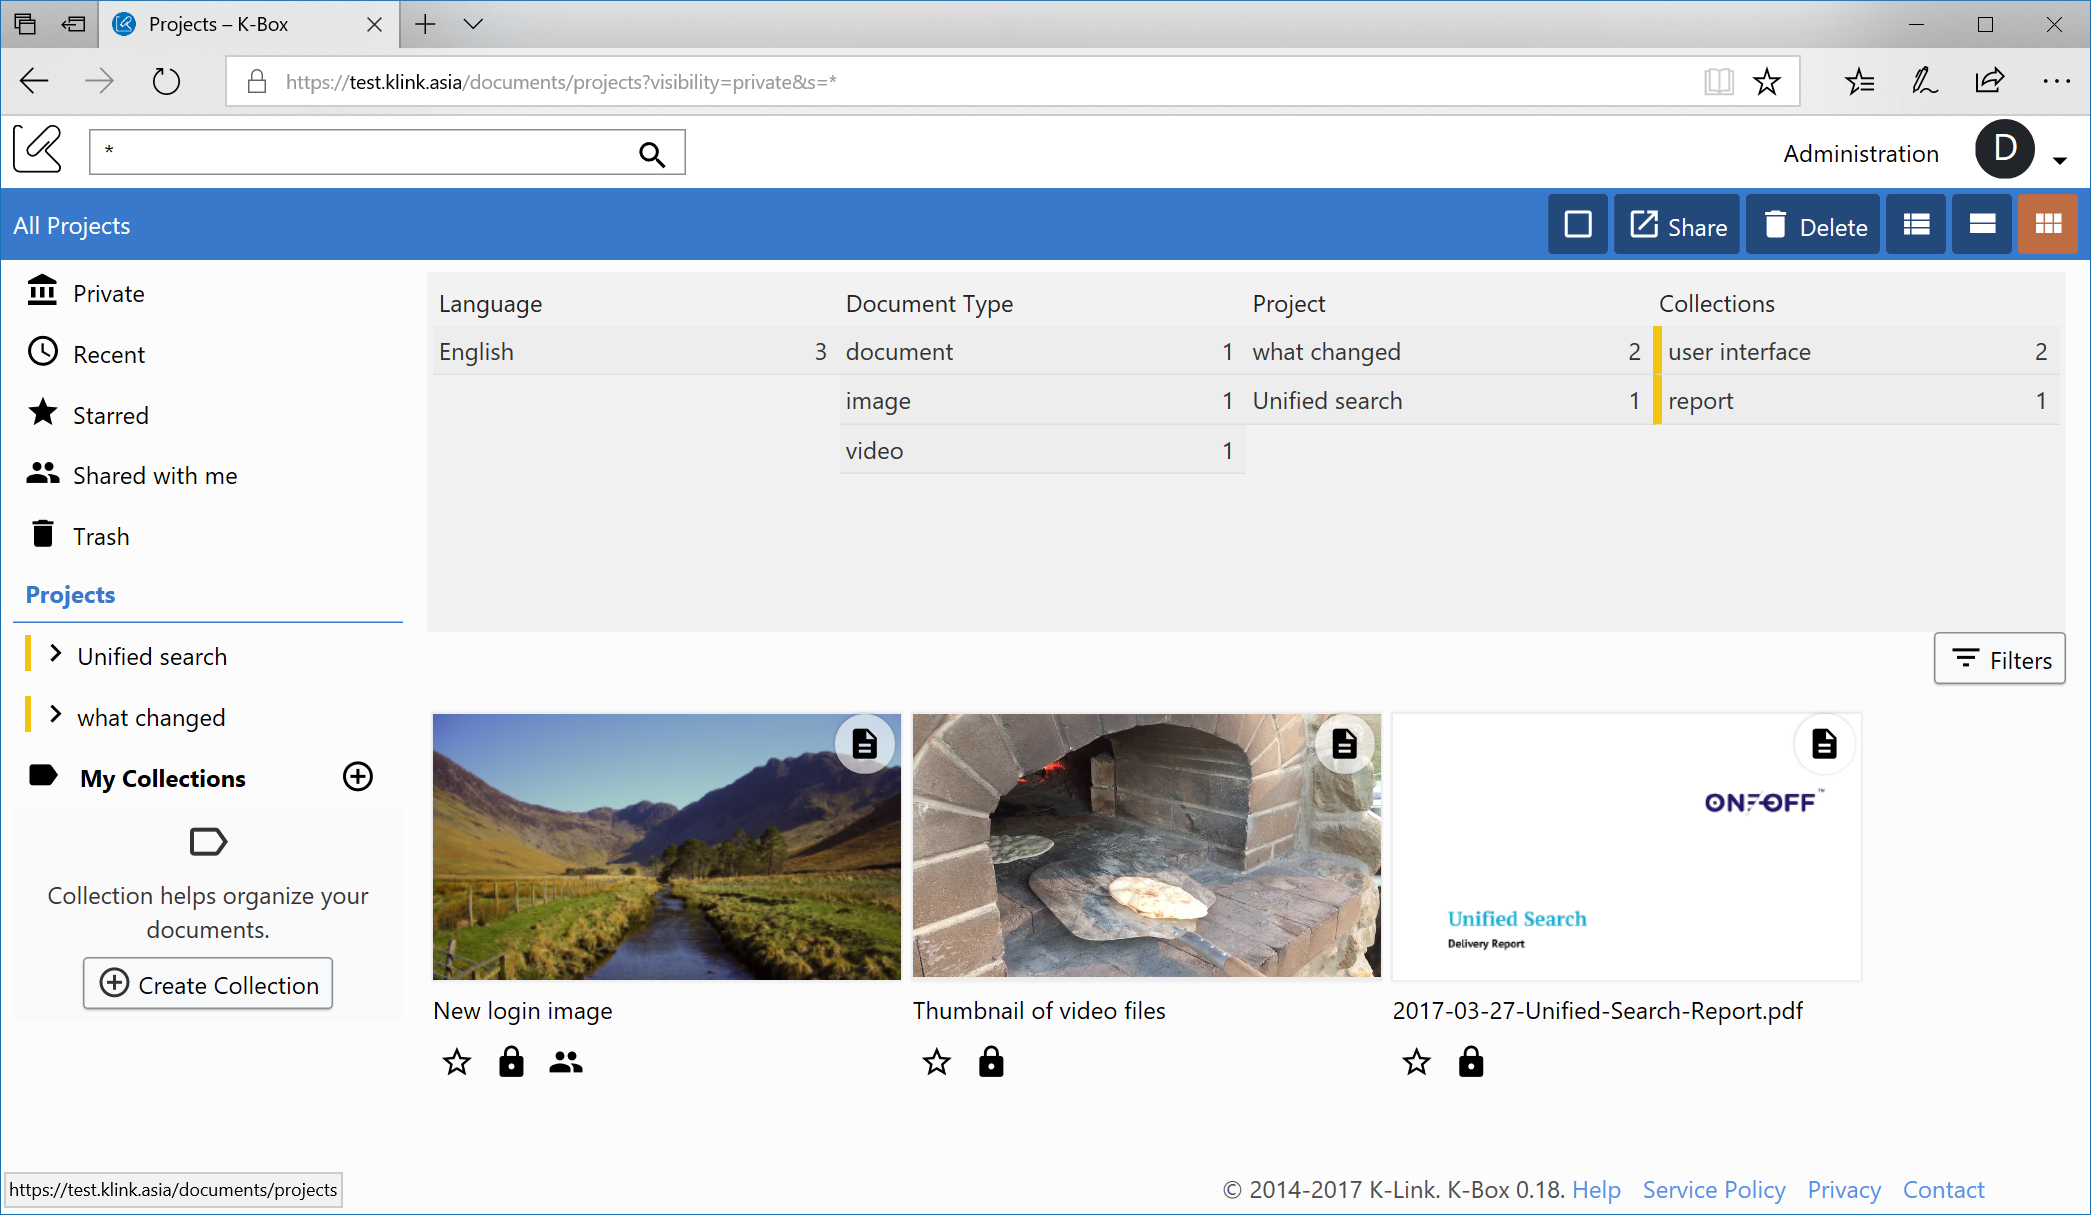 Projects – K-Box
https://test.klink.asia/documents/projects?visibility=private&s=*
*
Administration
D
All Projects
Share
Delete
Private
Recent
Starred
Shared with me
Trash
Projects
Unified search
what changed
My Collections
Collection helps organize your
documents.
Create Collection
Language
English 3
Document Type
document 1
image 1
video 1
Project
what changed 2
Unified search 1
Collections
user interface 2
report 1
Filters
ON=OFF™
Unified Search
Delivery Report
New login image
Thumbnail of video files
2017-03-27-Unified-Search-Report.pdf
https://test.klink.asia/documents/projects
© 2014-2017 K-Link. K-Box 0.18. Help Service Policy Privacy Contact